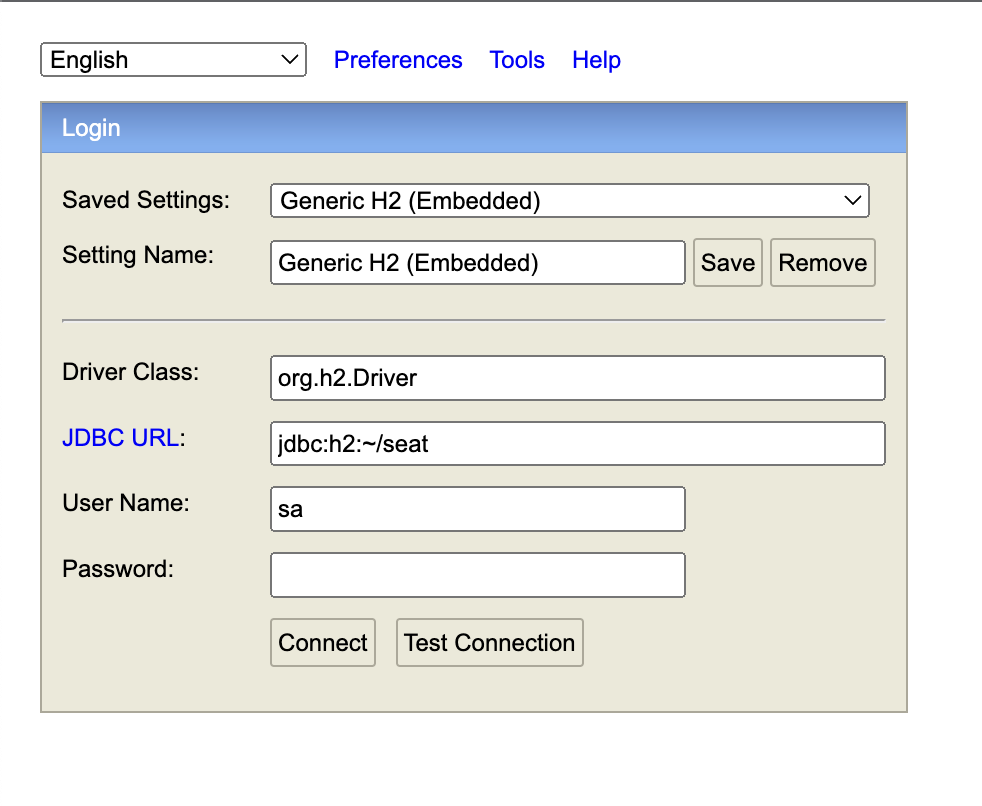 English Preferences Tools Help
Login
Saved Settings: Generic H2 (Embedded)
Setting Name: Generic H2 (Embedded) Save Remove
Driver Class: org.h2.Driver
JDBC URL: jdbc:h2:~/seat
User Name: sa
Password:
Connect Test Connection